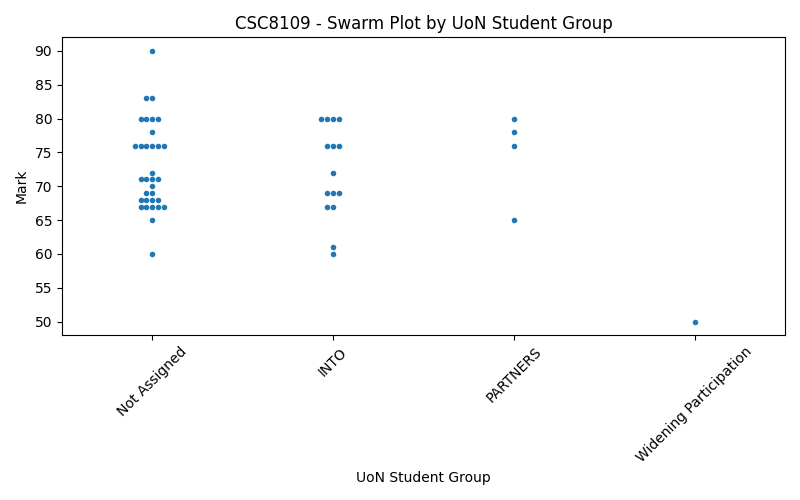 CSC8109 - Swarm Plot by UoN Student Group
Mark
90
85
80
75
70
65
60
55
50
Not Assigned
INTO
PARTNERS
Widening Participation
UoN Student Group